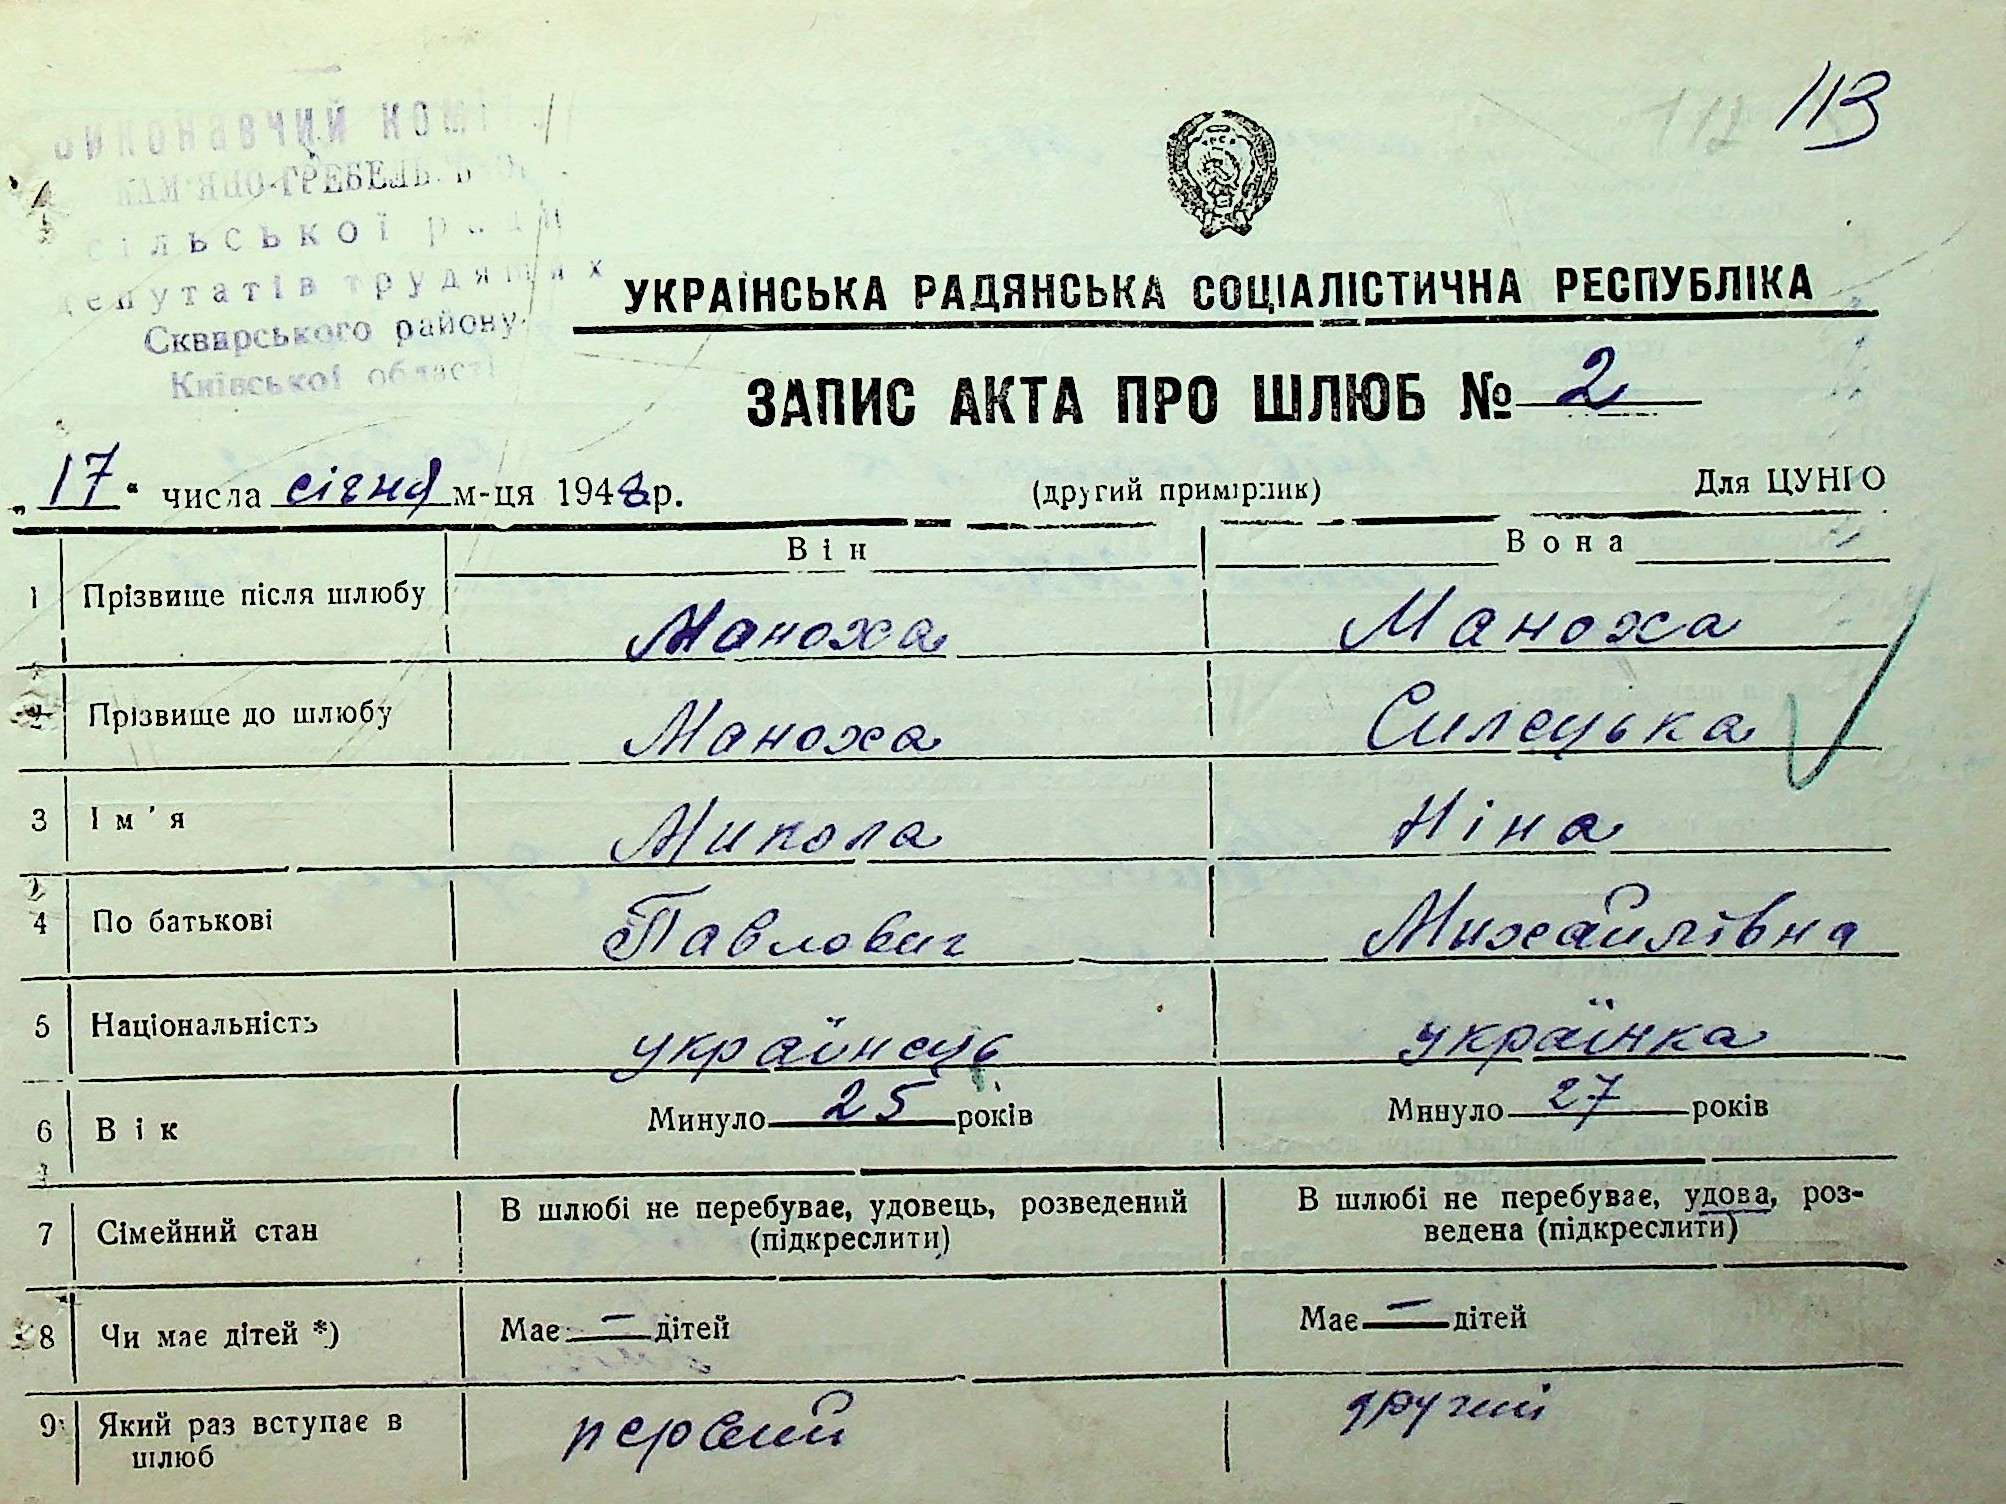 113
112
виконавчий комі
КАМ'ЯНО-ГРЕБЕЛЬ
сільської ради
депутатів трудящих
Сквирського району
Київської області
УКРАЇНСЬКА РАДЯНСЬКА СОЦІАЛІСТИЧНА РЕСПУБЛІКА
ЗАПИС АКТА ПРО ШЛЮБ № 2
„17“ числа січня м-ця 1948 р. (другий примірник) Для ЦУНГО
Він Вона
1 Прізвище після шлюбу Маноха Маноха
2 Прізвище до шлюбу Маноха Силецька
3 Ім'я Микола Ніна
4 По батькові Павлович Михайлівна
5 Національність українець українка
6 Вік Минуло 25 років Минуло 27 років
7 Сімейний стан В шлюбі не перебуває, удовець, розведений (підкреслити) В шлюбі не перебуває, удова, роз-
ведена (підкреслити)
8 Чи має дітей *) Має — дітей Має — дітей
9 Який раз вступає в шлюб первий другий